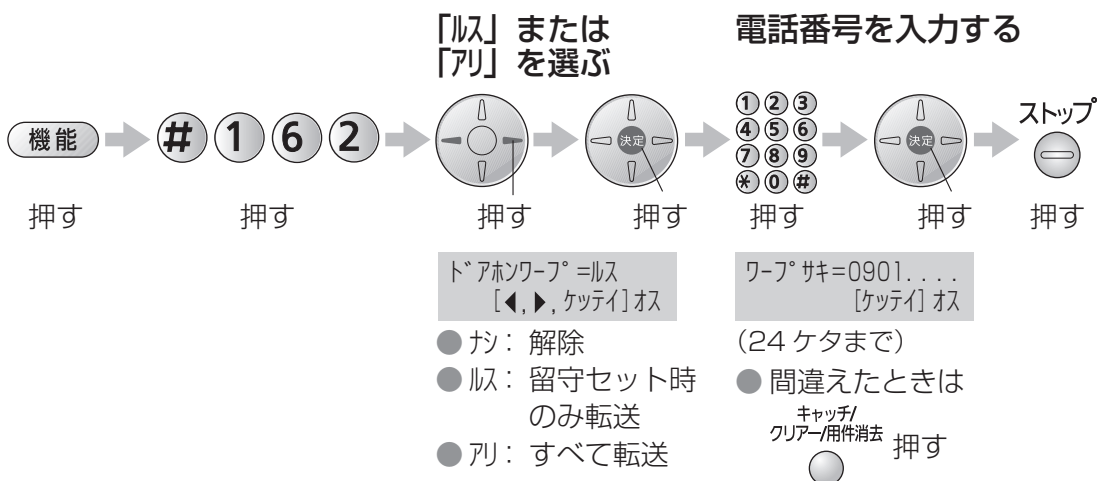 「ﾙｽ」または
「ｱﾘ」を選ぶ
電話番号を入力する
機能
#162
決定
1 2 3
4 5 6
7 8 9
* 0 #
決定
ストップ
押す
押す
押す
押す
押す
押す
押す
ﾄﾞｱﾎﾝﾜｰﾌﾟ=ﾙｽ
[◀,▶,ｹｯﾃｲ]ｵｽ
●ﾅｼ：解除
●ﾙｽ：留守セット時
のみ転送
●ｱﾘ：すべて転送
ﾜｰﾌﾟｻｷ=0901....
[ｹｯﾃｲ]ｵｽ
(24ケタまで)
●間違えたときは
キャッチ/
クリアー/用件消去
押す